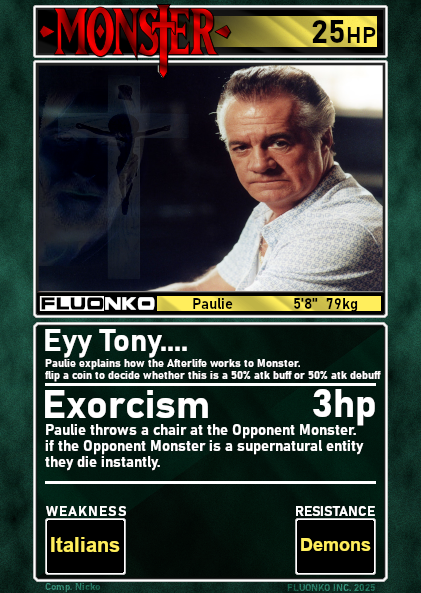 MONSTER
25HP
FLUONKO
Paulie 5'8" 79kg
Eyy Tony....
Paulie explains how the Afterlife works to Monster.
flip a coin to decide whether this is a 50% atk buff or 50% atk debuff
Exorcism 3hp
Paulie throws a chair at the Opponent Monster.
if the Opponent Monster is a supernatural entity
they die instantly.
WEAKNESS RESISTANCE
Italians Demons
Comp. Nicko FLUONKO INC. 2025